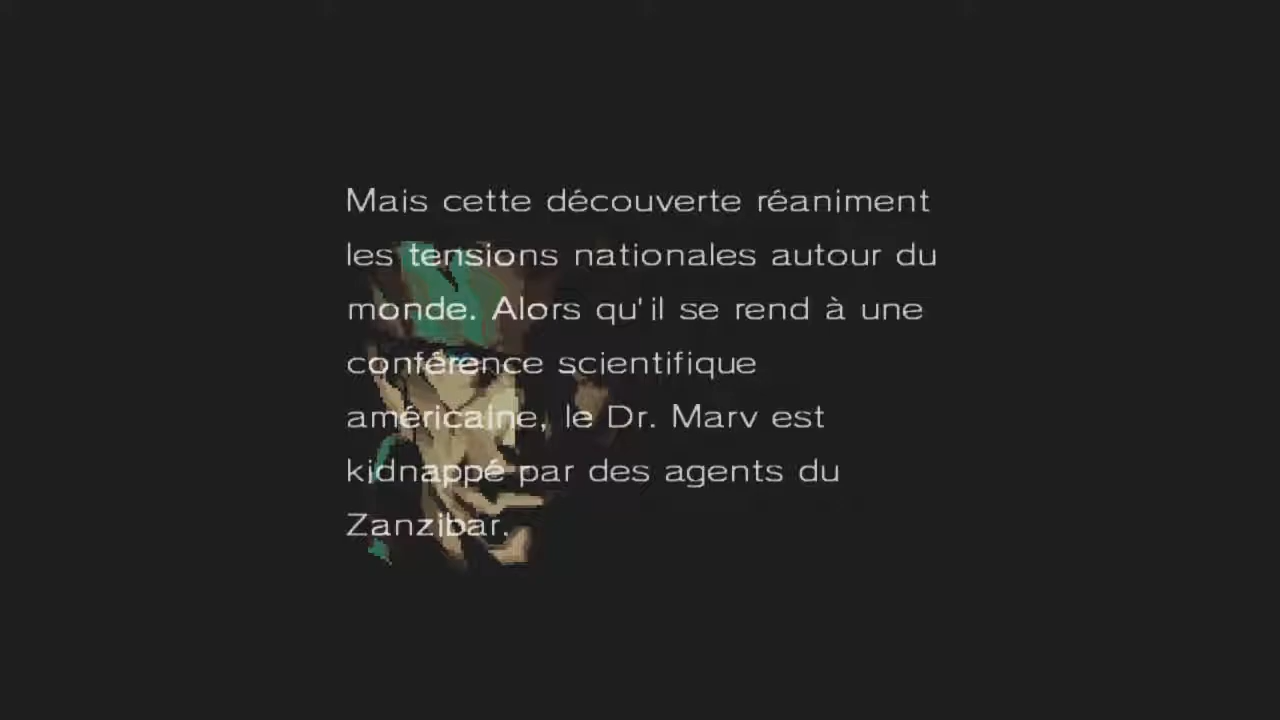 Mais cette découverte réaniment
les tensions nationales autour du
monde. Alors qu'il se rend à une
conférence scientifique
américaine, le Dr. Marv est
kidnappé par des agents du
Zanzibar.